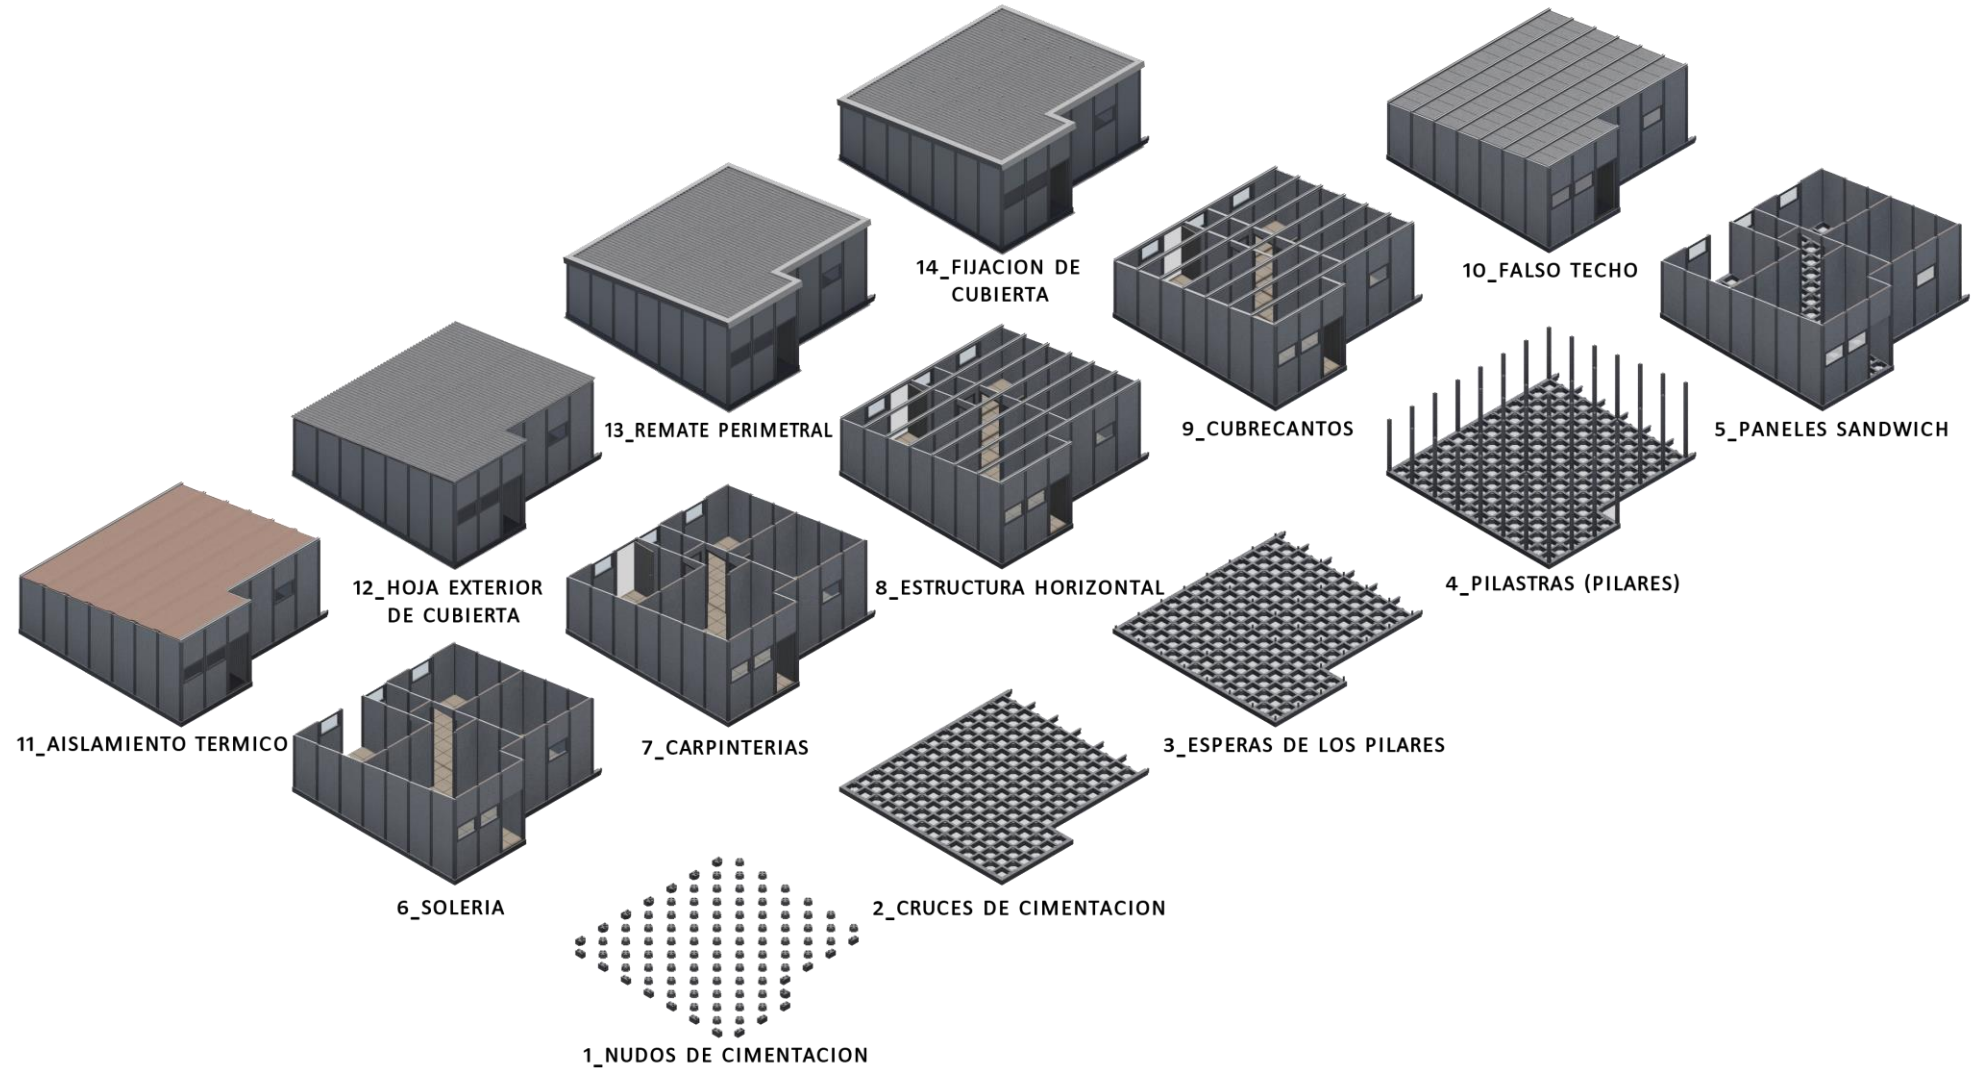 14_FIJACION DE
CUBIERTA
10_FALSO TECHO
13_REMATE PERIMETRAL
9_CUBRECANTOS
5_PANELES SANDWICH
12_HOJA EXTERIOR
DE CUBIERTA
8_ESTRUCTURA HORIZONTAL
4_PILASTRAS (PILARES)
11_AISLAMIENTO TERMICO
7_CARPINTERIAS
3_ESPERAS DE LOS PILARES
6_SOLERIA
2_CRUCES DE CIMENTACION
1_NUDOS DE CIMENTACION